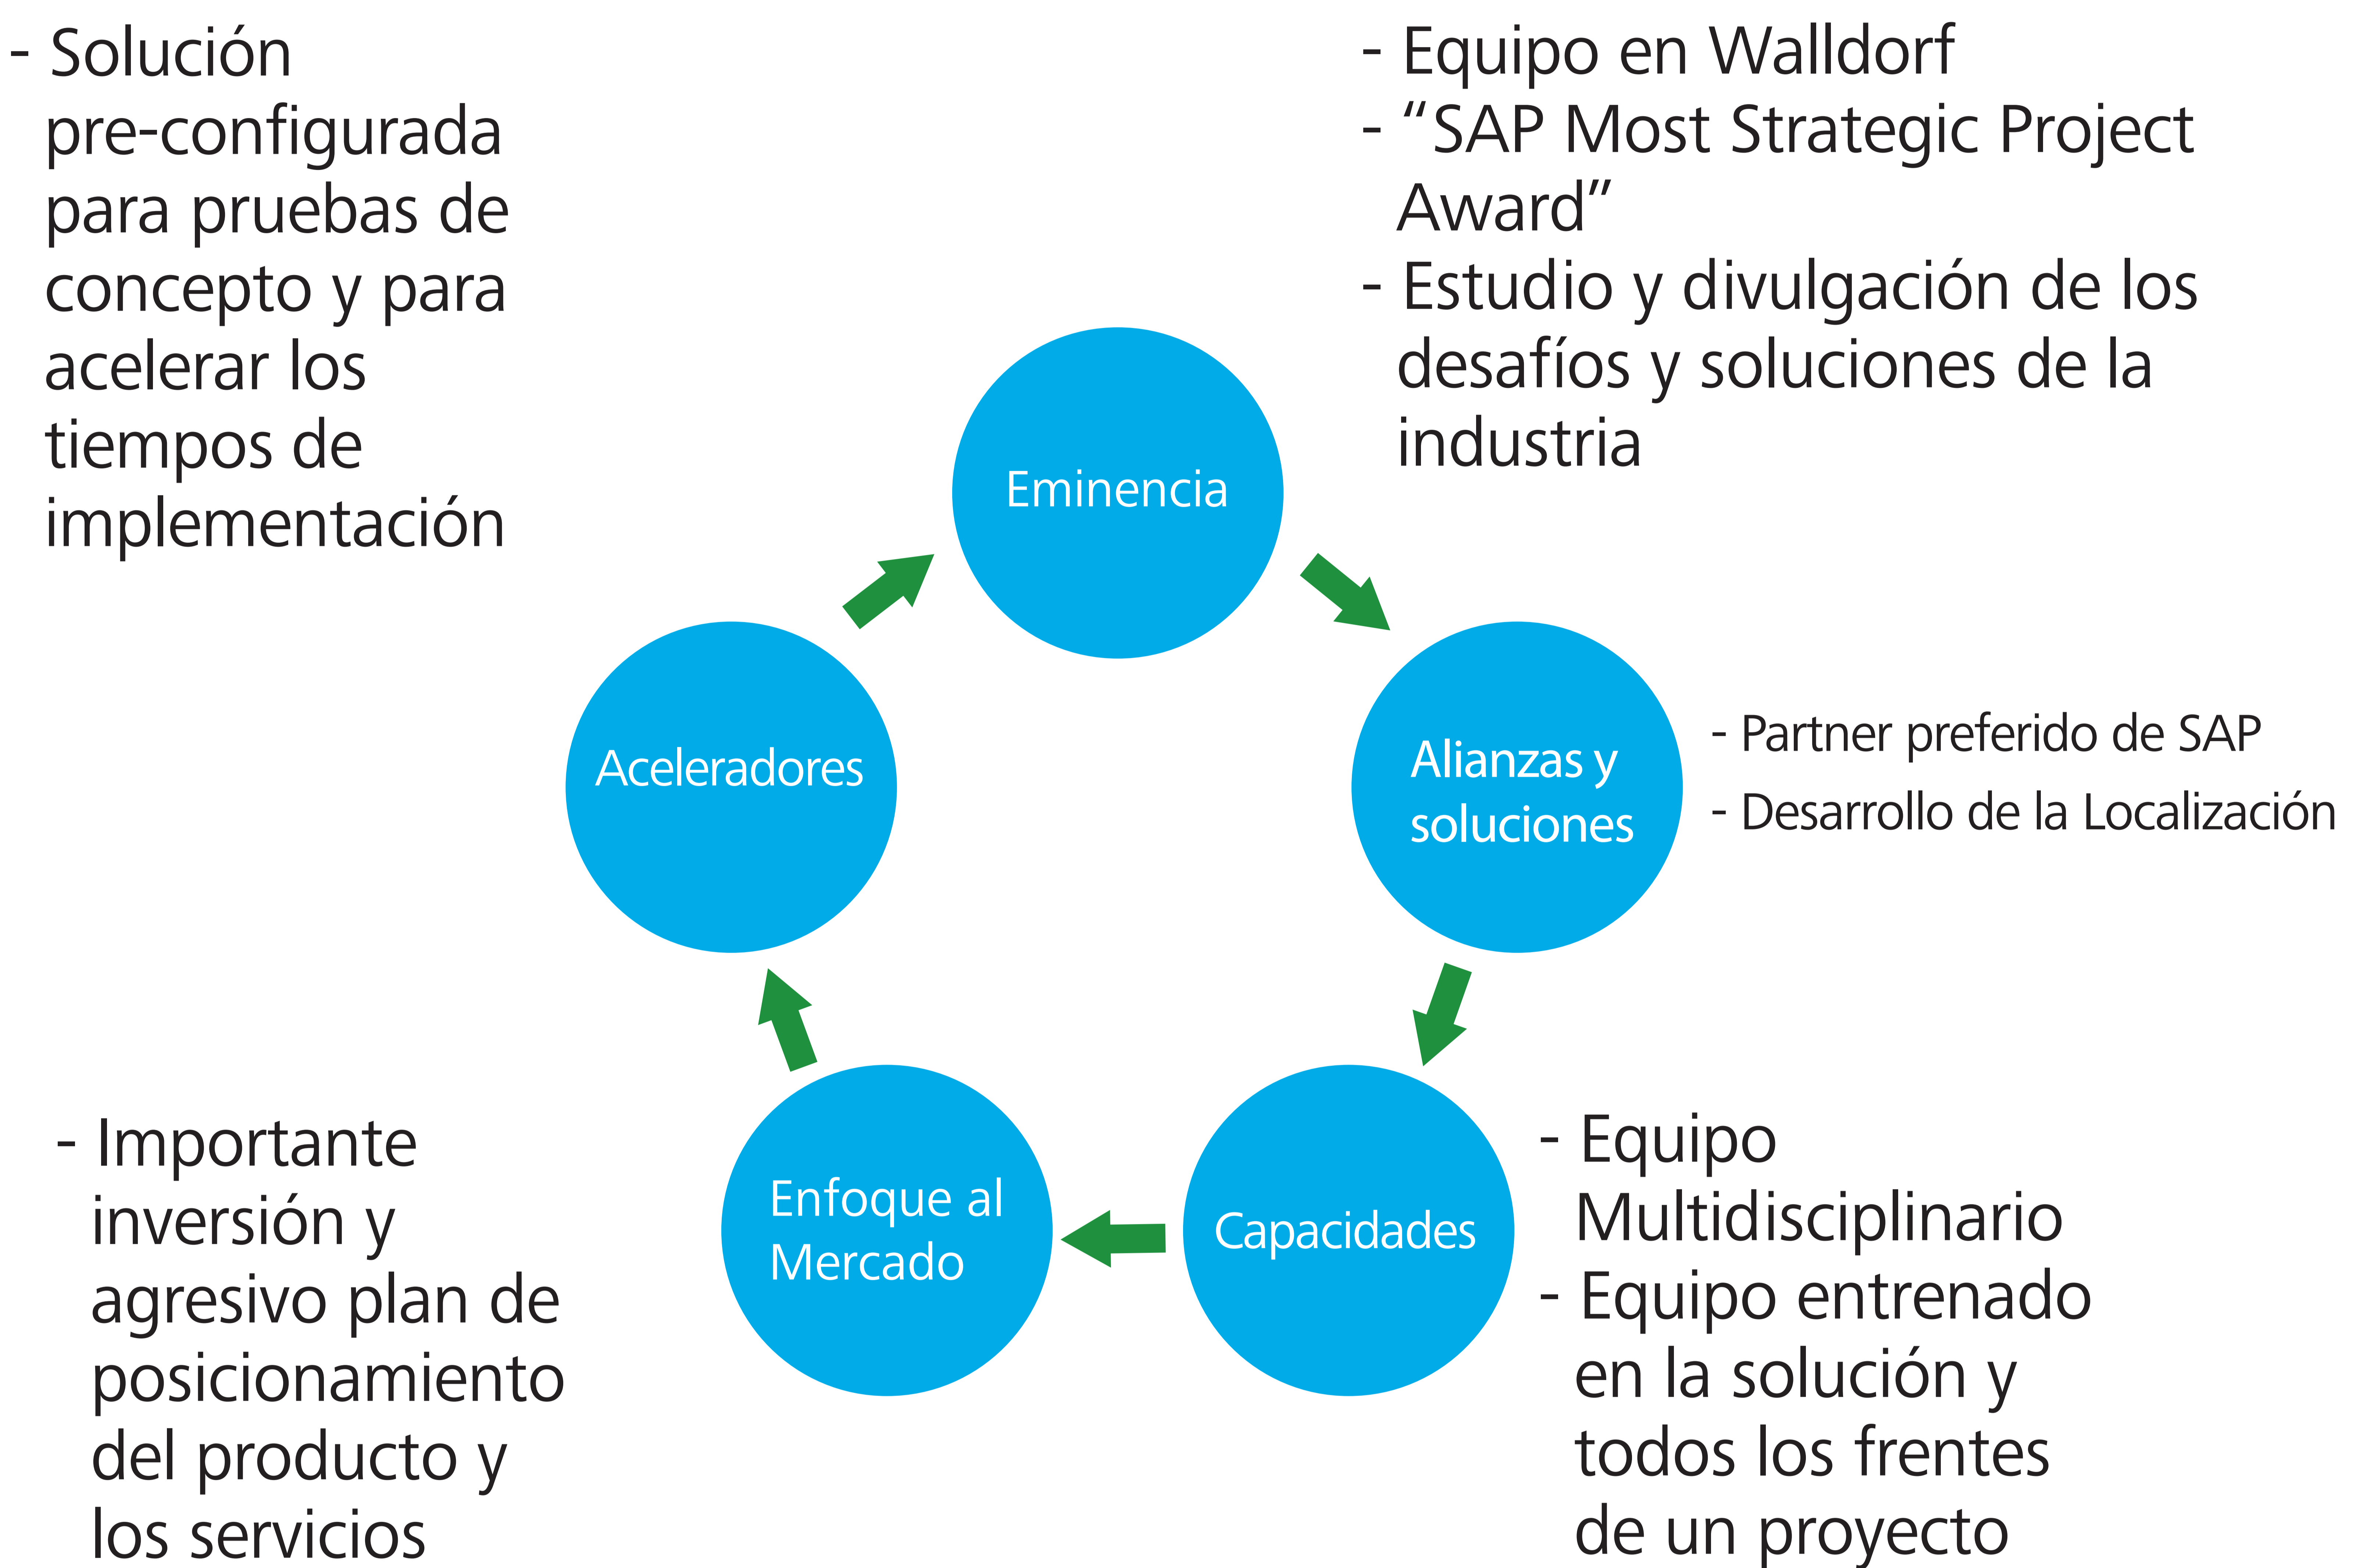 - Solución
pre-configurada
para pruebas de
concepto y para
acelerar los
tiempos de
implementación
- Equipo en Walldorf
- “SAP Most Strategic Project
Award”
- Estudio y divulgación de los
desafíos y soluciones de la
industria
Eminencia
Aceleradores
Alianzas y
soluciones
- Partner preferido de SAP
- Desarrollo de la Localización
- Importante
inversión y
agresivo plan de
posicionamiento
del producto y
los servicios
Enfoque al
Mercado
Capacidades
- Equipo
Multidisciplinario
- Equipo entrenado
en la solución y
todos los frentes
de un proyecto